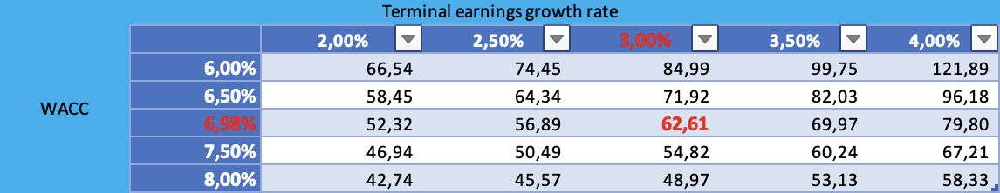 Terminal earnings growth rate
2,00% 2,50% 3,00% 3,50% 4,00%
6,00% 66,54 74,45 84,99 99,75 121,89
6,50% 58,45 64,34 71,92 82,03 96,18
WACC
6,98% 52,32 56,89 62,61 69,97 79,80
7,50% 46,94 50,49 54,82 60,24 67,21
8,00% 42,74 45,57 48,97 53,13 58,33